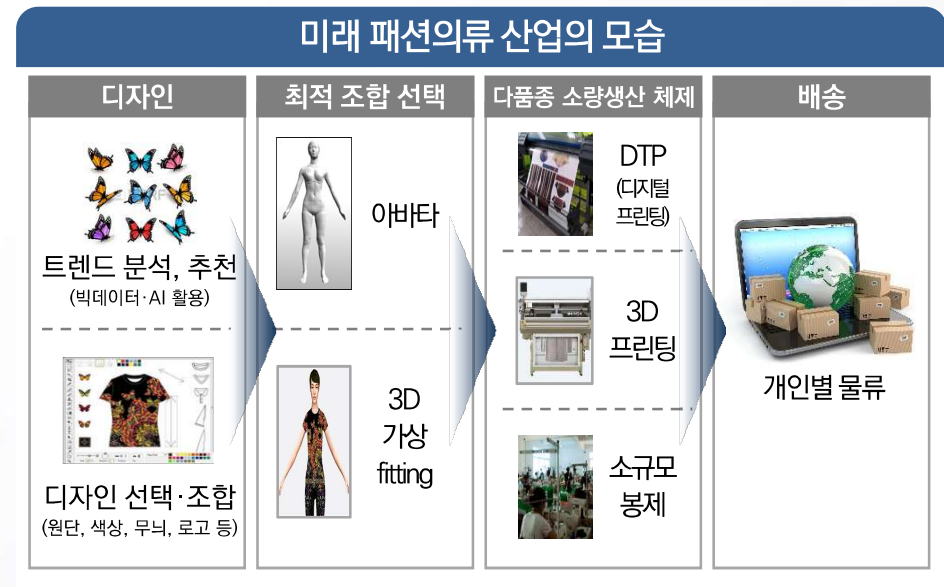 미래 패션의류 산업의 모습
디자인
트렌드 분석, 추천
(빅데이터·AI 활용)
디자인 선택·조합
(원단, 색상, 무늬, 로고 등)
최적 조합 선택
아바타
3D
가상
fitting
다품종 소량생산 체제
DTP
(디지털
프린팅)
3D
프린팅
소규모
봉제
배송
개인별 물류